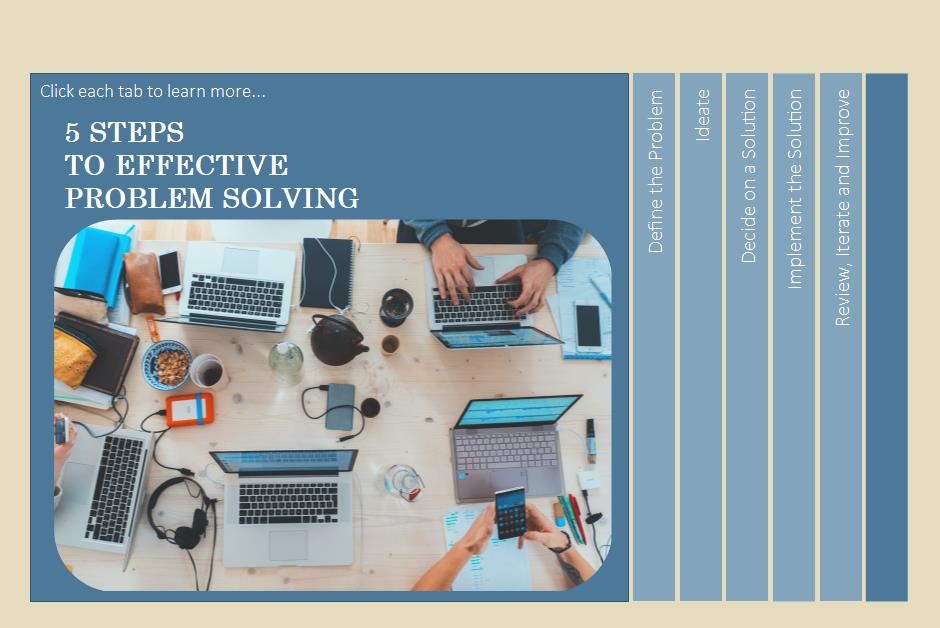 Click each tab to learn more...
5 STEPS
TO EFFECTIVE
PROBLEM SOLVING
Define the Problem
Ideate
Decide on a Solution
Implement the Solution
Review, Iterate and Improve